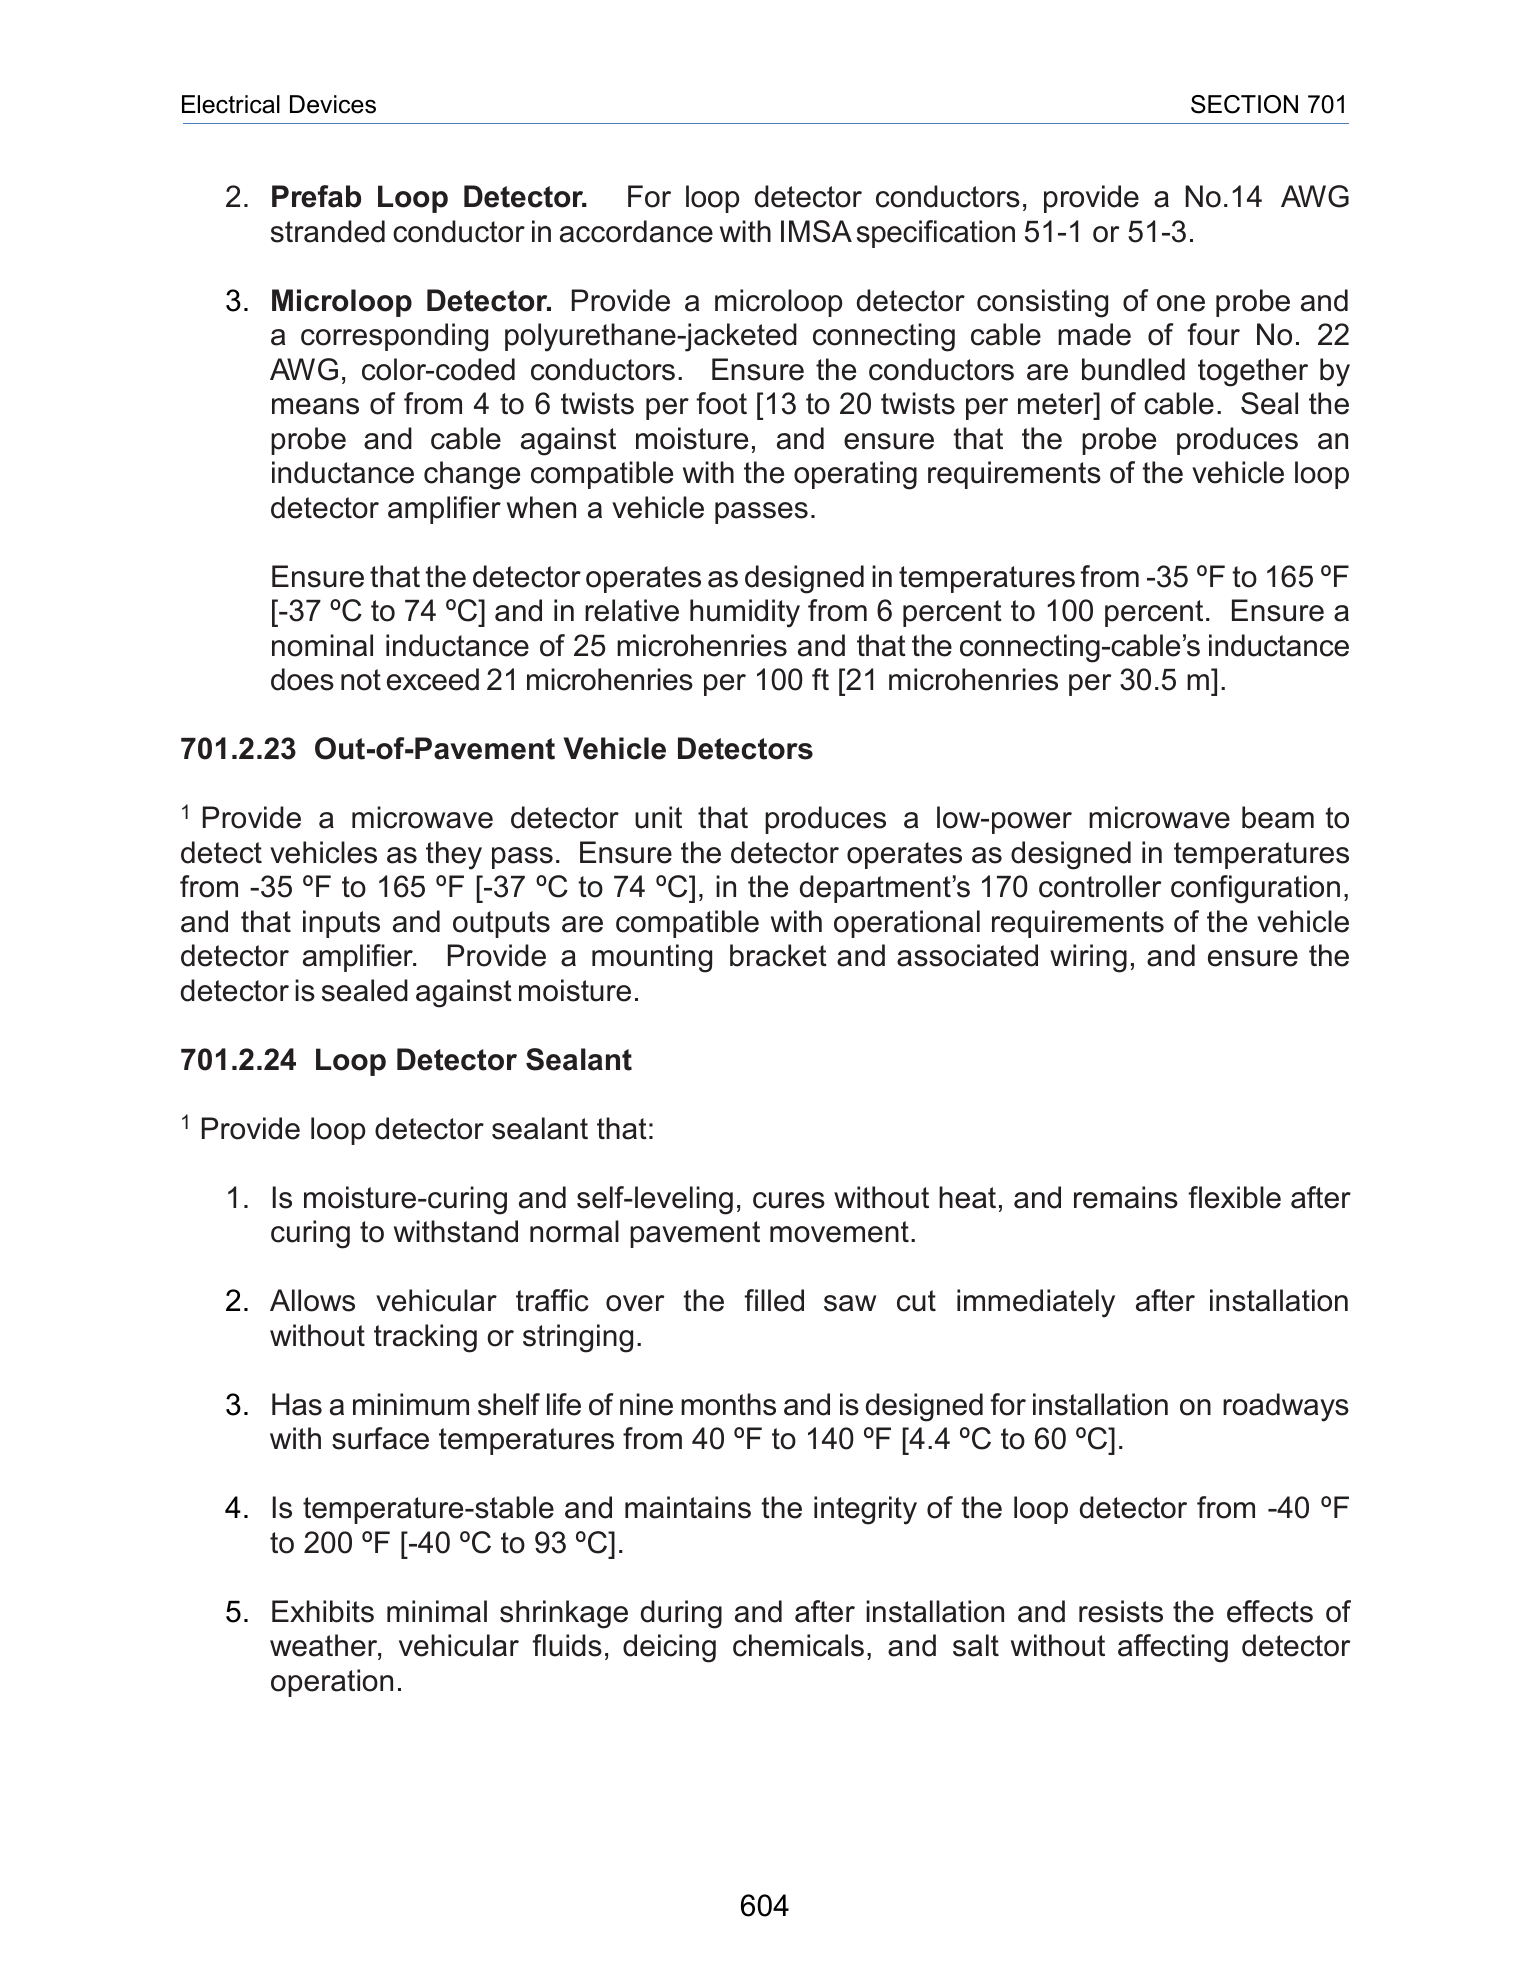 Electrical Devices SECTION 701
2. Prefab Loop Detector. For loop detector conductors, provide a No.14 AWG
stranded conductor in accordance with IMSA specification 51-1 or 51-3.
3. Microloop Detector. Provide a microloop detector consisting of one probe and
a corresponding polyurethane-jacketed connecting cable made of four No. 22
AWG, color-coded conductors. Ensure the conductors are bundled together by
means of from 4 to 6 twists per foot [13 to 20 twists per meter] of cable. Seal the
probe and cable against moisture, and ensure that the probe produces an
inductance change compatible with the operating requirements of the vehicle loop
detector amplifier when a vehicle passes.
Ensure that the detector operates as designed in temperatures from -35 ºF to 165 ºF
[-37 ºC to 74 ºC] and in relative humidity from 6 percent to 100 percent. Ensure a
nominal inductance of 25 microhenries and that the connecting-cable’s inductance
does not exceed 21 microhenries per 100 ft [21 microhenries per 30.5 m].
701.2.23 Out-of-Pavement Vehicle Detectors
1 Provide a microwave detector unit that produces a low-power microwave beam to
detect vehicles as they pass. Ensure the detector operates as designed in temperatures
from -35 ºF to 165 ºF [-37 ºC to 74 ºC], in the department’s 170 controller configuration,
and that inputs and outputs are compatible with operational requirements of the vehicle
detector amplifier. Provide a mounting bracket and associated wiring, and ensure the
detector is sealed against moisture.
701.2.24 Loop Detector Sealant
1 Provide loop detector sealant that:
1. Is moisture-curing and self-leveling, cures without heat, and remains flexible after
curing to withstand normal pavement movement.
2. Allows vehicular traffic over the filled saw cut immediately after installation
without tracking or stringing.
3. Has a minimum shelf life of nine months and is designed for installation on roadways
with surface temperatures from 40 ºF to 140 ºF [4.4 ºC to 60 ºC].
4. Is temperature-stable and maintains the integrity of the loop detector from -40 ºF
to 200 ºF [-40 ºC to 93 ºC].
5. Exhibits minimal shrinkage during and after installation and resists the effects of
weather, vehicular fluids, deicing chemicals, and salt without affecting detector
operation.
604